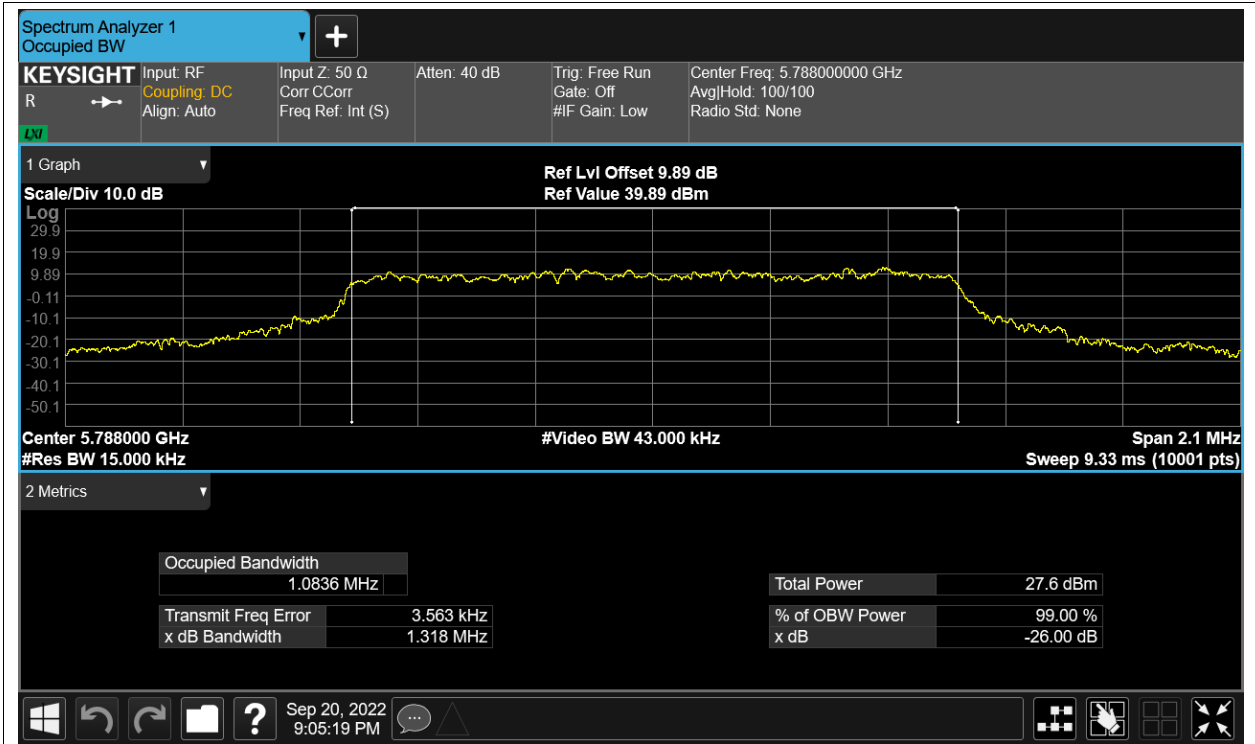 Spectrum Analyzer 1
Occupied BW
KEYSIGHT
R
LXI
Input: RF
Coupling: DC
Align: Auto
Input Z: 50 Ω
Corr CCorr
Freq Ref: Int (S)
Atten: 40 dB
Trig: Free Run
Gate: Off
#IF Gain: Low
Center Freq: 5.788000000 GHz
Avg|Hold: 100/100
Radio Std: None
1 Graph
Scale/Div 10.0 dB
Ref Lvl Offset 9.89 dB
Ref Value 39.89 dBm
Log
29.9
19.9
9.89
-0.11
-10.1
-20.1
-30.1
-40.1
-50.1
Center 5.788000 GHz
#Video BW 43.000 kHz
Span 2.1 MHz
#Res BW 15.000 kHz
Sweep 9.33 ms (10001 pts)
2 Metrics
Occupied Bandwidth
1.0836 MHz
Total Power 27.6 dBm
Transmit Freq Error 3.563 kHz
% of OBW Power 99.00 %
x dB Bandwidth 1.318 MHz
x dB -26.00 dB
?
Sep 20, 2022
9:05:19 PM